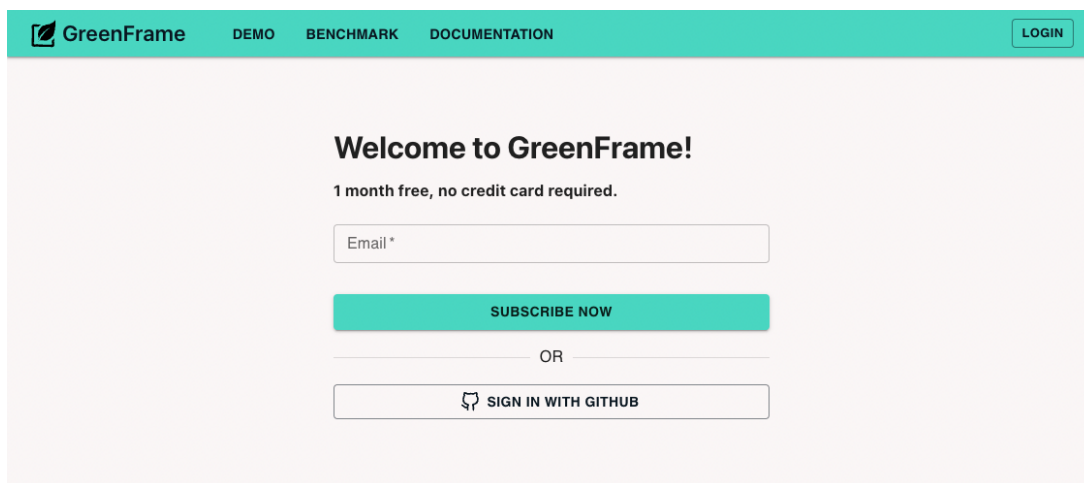 GreenFrame DEMO BENCHMARK DOCUMENTATION LOGIN
Welcome to GreenFrame!
1 month free, no credit card required.
Email *
SUBSCRIBE NOW
OR
SIGN IN WITH GITHUB